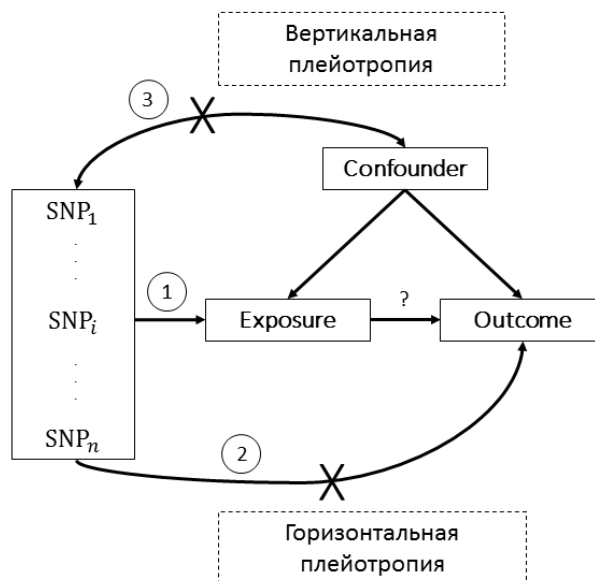 Вертикальная
плейотропия
3
Confounder
SNP1
1
?
SNPi
Exposure
Outcome
SNPn
2
Горизонтальная
плейотропия